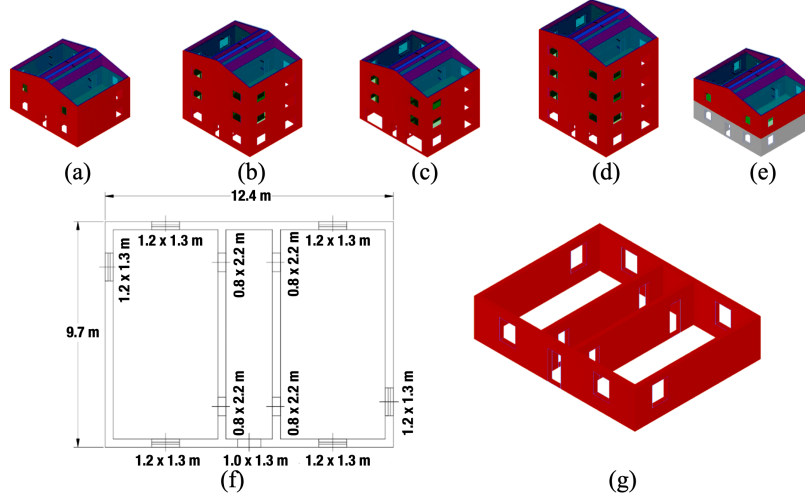 (a)
(b)
(c)
(d)
(e)
12.4 m
1.2 x 1.3 m
1.2 x 1.3 m
1.2 x 1.3 m
0.8 x 2.2 m
0.8 x 2.2 m
9.7 m
0.8 x 2.2 m
0.8 x 2.2 m
1.2 x 1.3 m
1.2 x 1.3 m
1.0 x 1.3 m
1.2 x 1.3 m
(f)
(g)